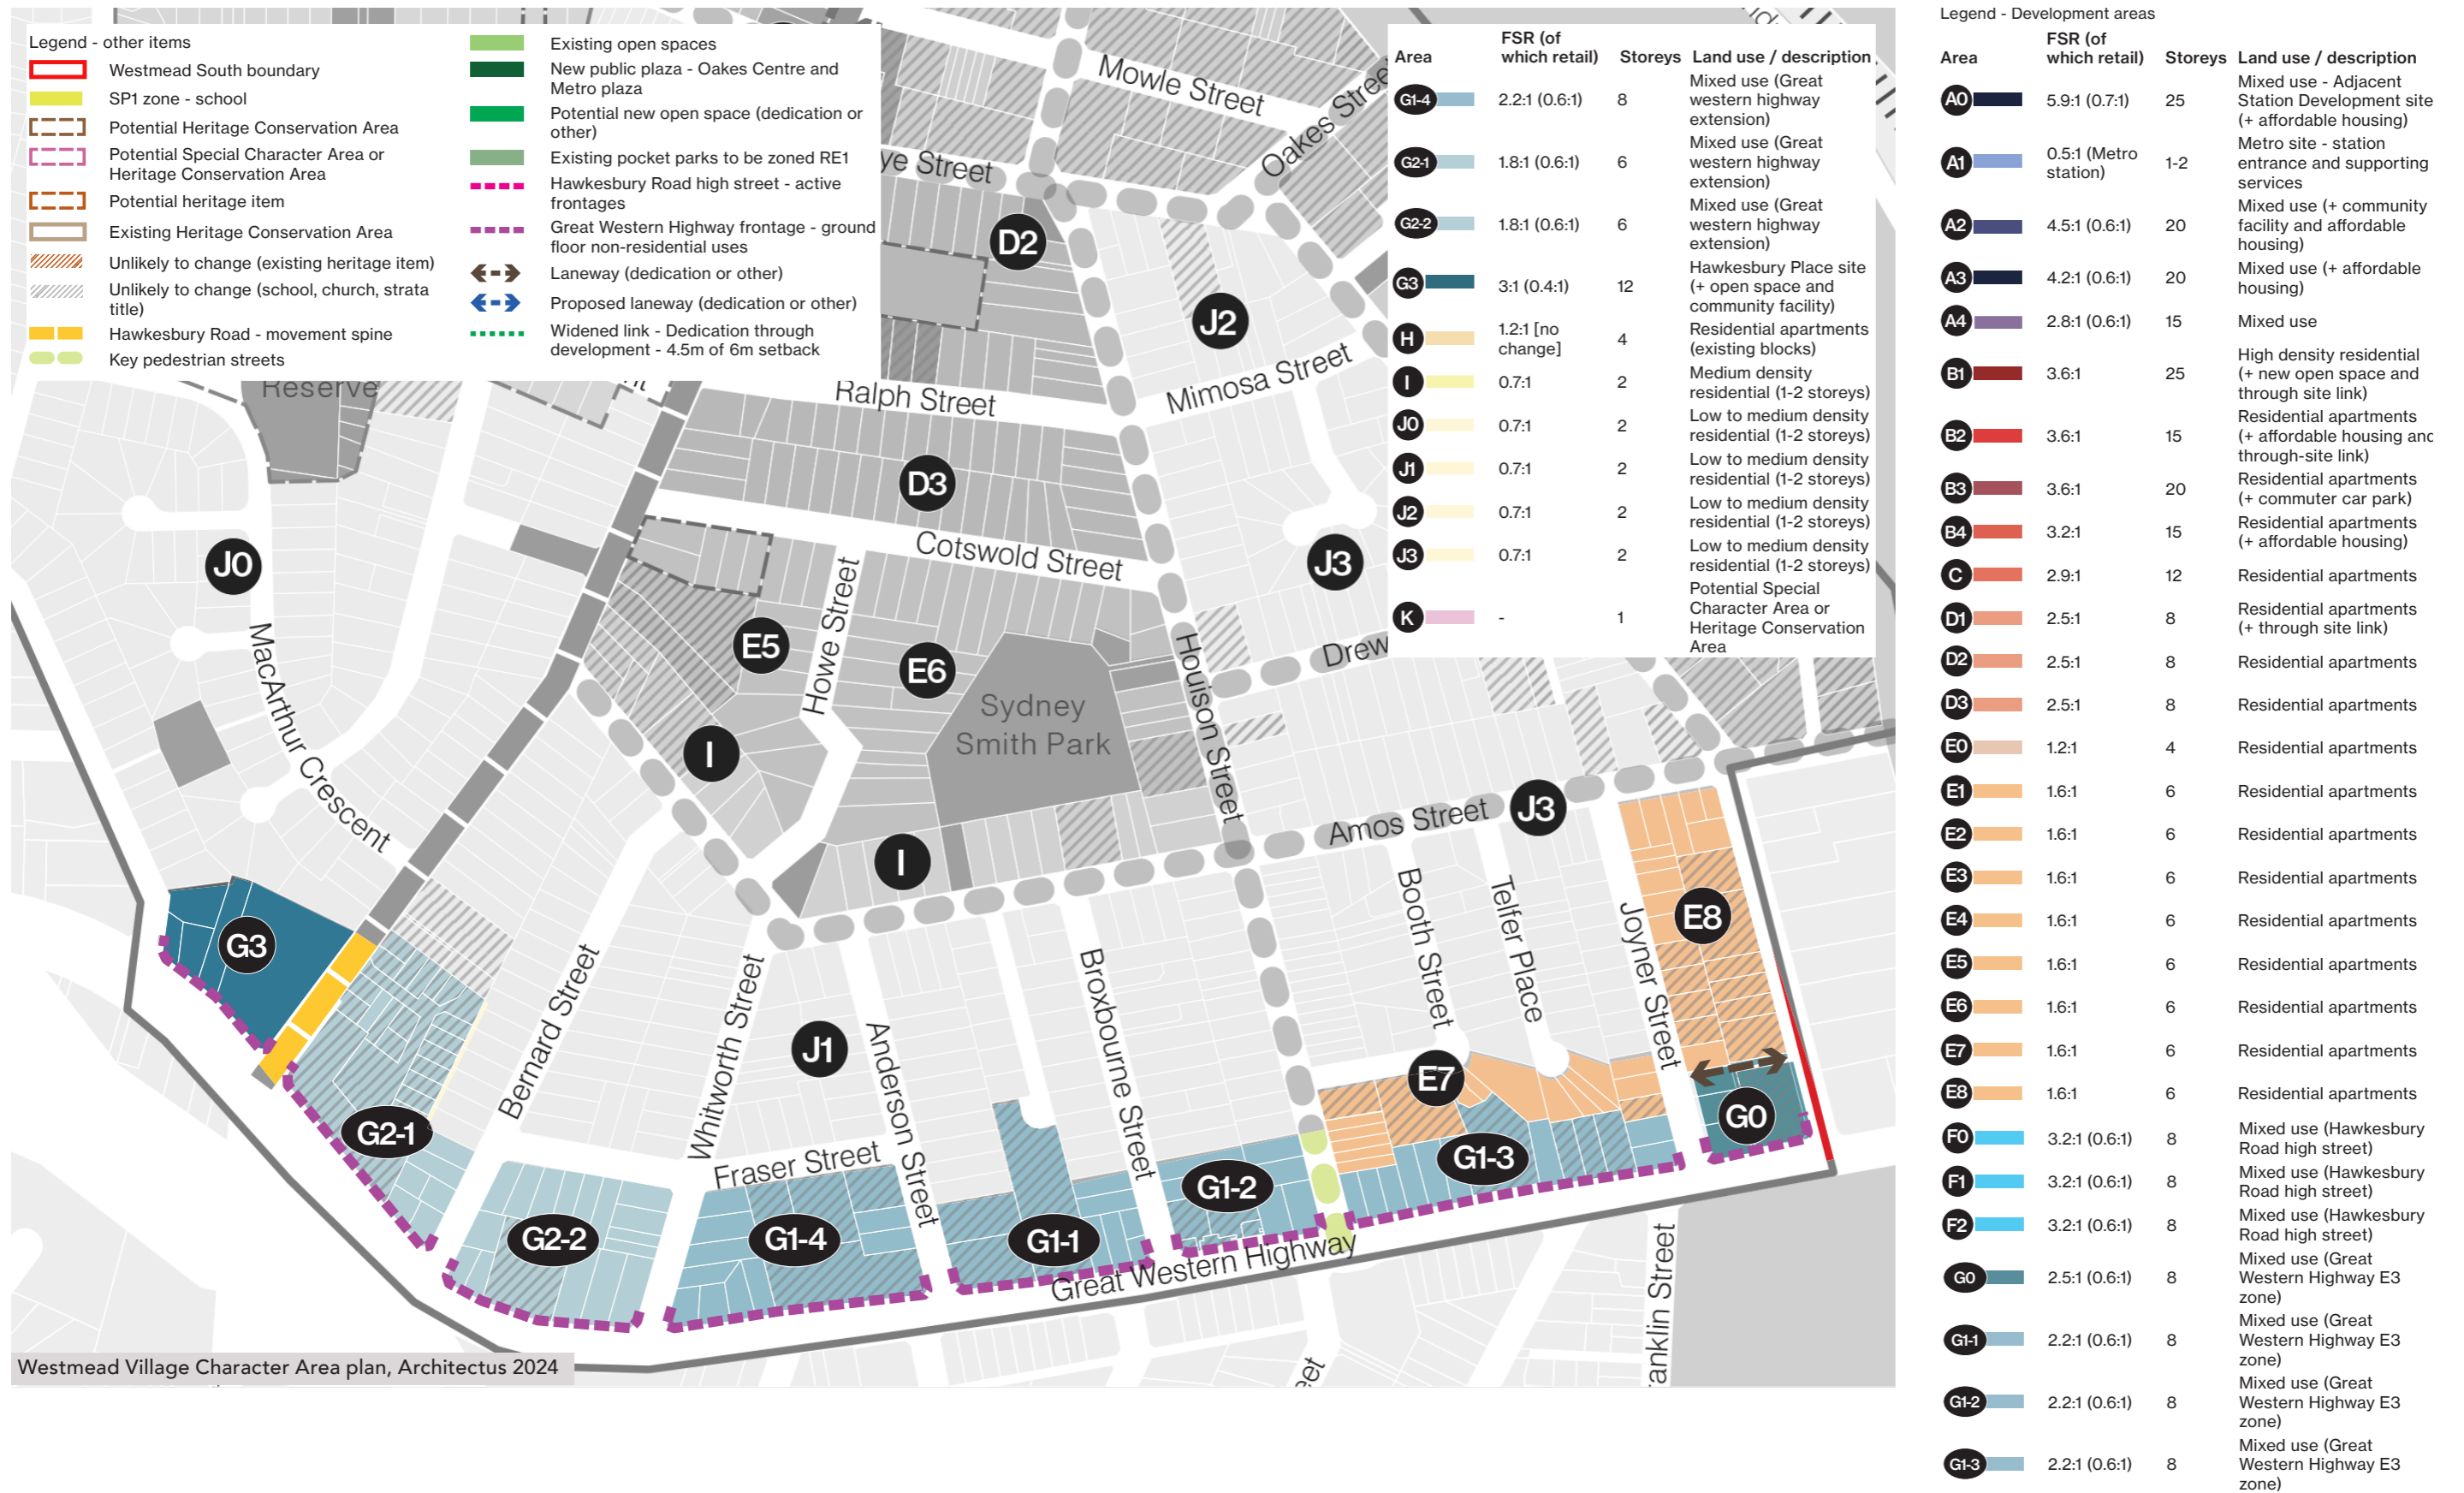 Legend - other items
Westmead South boundary
SP1 zone - school
Potential Heritage Conservation Area
Potential Special Character Area or
Heritage Conservation Area
Potential heritage item
Existing Heritage Conservation Area
Unlikely to change (existing heritage item)
Unlikely to change (school, church, strata
title)
Hawkesbury Road - movement spine
Key pedestrian streets
Existing open spaces
New public plaza - Oakes Centre and
Metro plaza
Potential new open space (dedication or
other)
Existing pocket parks to be zoned RE1
Hawkesbury Road high street - active
frontages
Great Western Highway frontage - ground
floor non-residential uses
Laneway (dedication or other)
Proposed laneway (dedication or other)
Widened link - Dedication through
development - 4.5m of 6m setback
Mowle Street
Oakes Street
ye Street
D2
J2
Mimosa Street
Ralph Street
Reserve
D3
Cotswold Street
J0
J3
MacArthur Crescent
E5
Howe Street
E6
Sydney
Smith Park
Houison Street
Drew
I
I
Amos Street
J3
G3
Bernard Street
Whitworth Street
J1
Anderson Street
Broxbourne Street
Booth Street
Telfer Place
Joyner Street
E8
E7
G0
G2-1
G2-2
Fraser Street
G1-4
G1-1
G1-2
G1-3
Great Western Highway
anklin Street
eet
Westmead Village Character Area plan, Architectus 2024
Area FSR (of which retail) Storeys Land use / description
G1-4 2.2:1 (0.6:1) 8 Mixed use (Great
western highway
extension)
G2-1 1.8:1 (0.6:1) 6 Mixed use (Great
western highway
extension)
G2-2 1.8:1 (0.6:1) 6 Mixed use (Great
western highway
extension)
G3 3:1 (0.4:1) 12 Hawkesbury Place site
(+ open space and
community facility)
H 1.2:1 [no change] 4 Residential apartments
(existing blocks)
I 0.7:1 2 Medium density
residential (1-2 storeys)
J0 0.7:1 2 Low to medium density
residential (1-2 storeys)
J1 0.7:1 2 Low to medium density
residential (1-2 storeys)
J2 0.7:1 2 Low to medium density
residential (1-2 storeys)
J3 0.7:1 2 Low to medium density
residential (1-2 storeys)
K - 1 Potential Special
Character Area or
Heritage Conservation
Area
Legend - Development areas
Area FSR (of which retail) Storeys Land use / description
A0 5.9:1 (0.7:1) 25 Mixed use - Adjacent
Station Development site
(+ affordable housing)
A1 0.5:1 (Metro station) 1-2 Metro site - station
entrance and supporting
services
A2 4.5:1 (0.6:1) 20 Mixed use (+ community
facility and affordable
housing)
A3 4.2:1 (0.6:1) 20 Mixed use (+ affordable
housing)
A4 2.8:1 (0.6:1) 15 Mixed use
B1 3.6:1 25 High density residential
(+ new open space and
through site link)
B2 3.6:1 15 Residential apartments
(+ affordable housing and
through-site link)
B3 3.6:1 20 Residential apartments
(+ commuter car park)
B4 3.2:1 15 Residential apartments
(+ affordable housing)
C 2.9:1 12 Residential apartments
D1 2.5:1 8 Residential apartments
(+ through site link)
D2 2.5:1 8 Residential apartments
D3 2.5:1 8 Residential apartments
E0 1.2:1 4 Residential apartments
E1 1.6:1 6 Residential apartments
E2 1.6:1 6 Residential apartments
E3 1.6:1 6 Residential apartments
E4 1.6:1 6 Residential apartments
E5 1.6:1 6 Residential apartments
E6 1.6:1 6 Residential apartments
E7 1.6:1 6 Residential apartments
E8 1.6:1 6 Residential apartments
F0 3.2:1 (0.6:1) 8 Mixed use (Hawkesbury
Road high street)
F1 3.2:1 (0.6:1) 8 Mixed use (Hawkesbury
Road high street)
F2 3.2:1 (0.6:1) 8 Mixed use (Hawkesbury
Road high street)
G0 2.5:1 (0.6:1) 8 Mixed use (Great
Western Highway E3
zone)
G1-1 2.2:1 (0.6:1) 8 Mixed use (Great
Western Highway E3
zone)
G1-2 2.2:1 (0.6:1) 8 Mixed use (Great
Western Highway E3
zone)
G1-3 2.2:1 (0.6:1) 8 Mixed use (Great
Western Highway E3
zone)